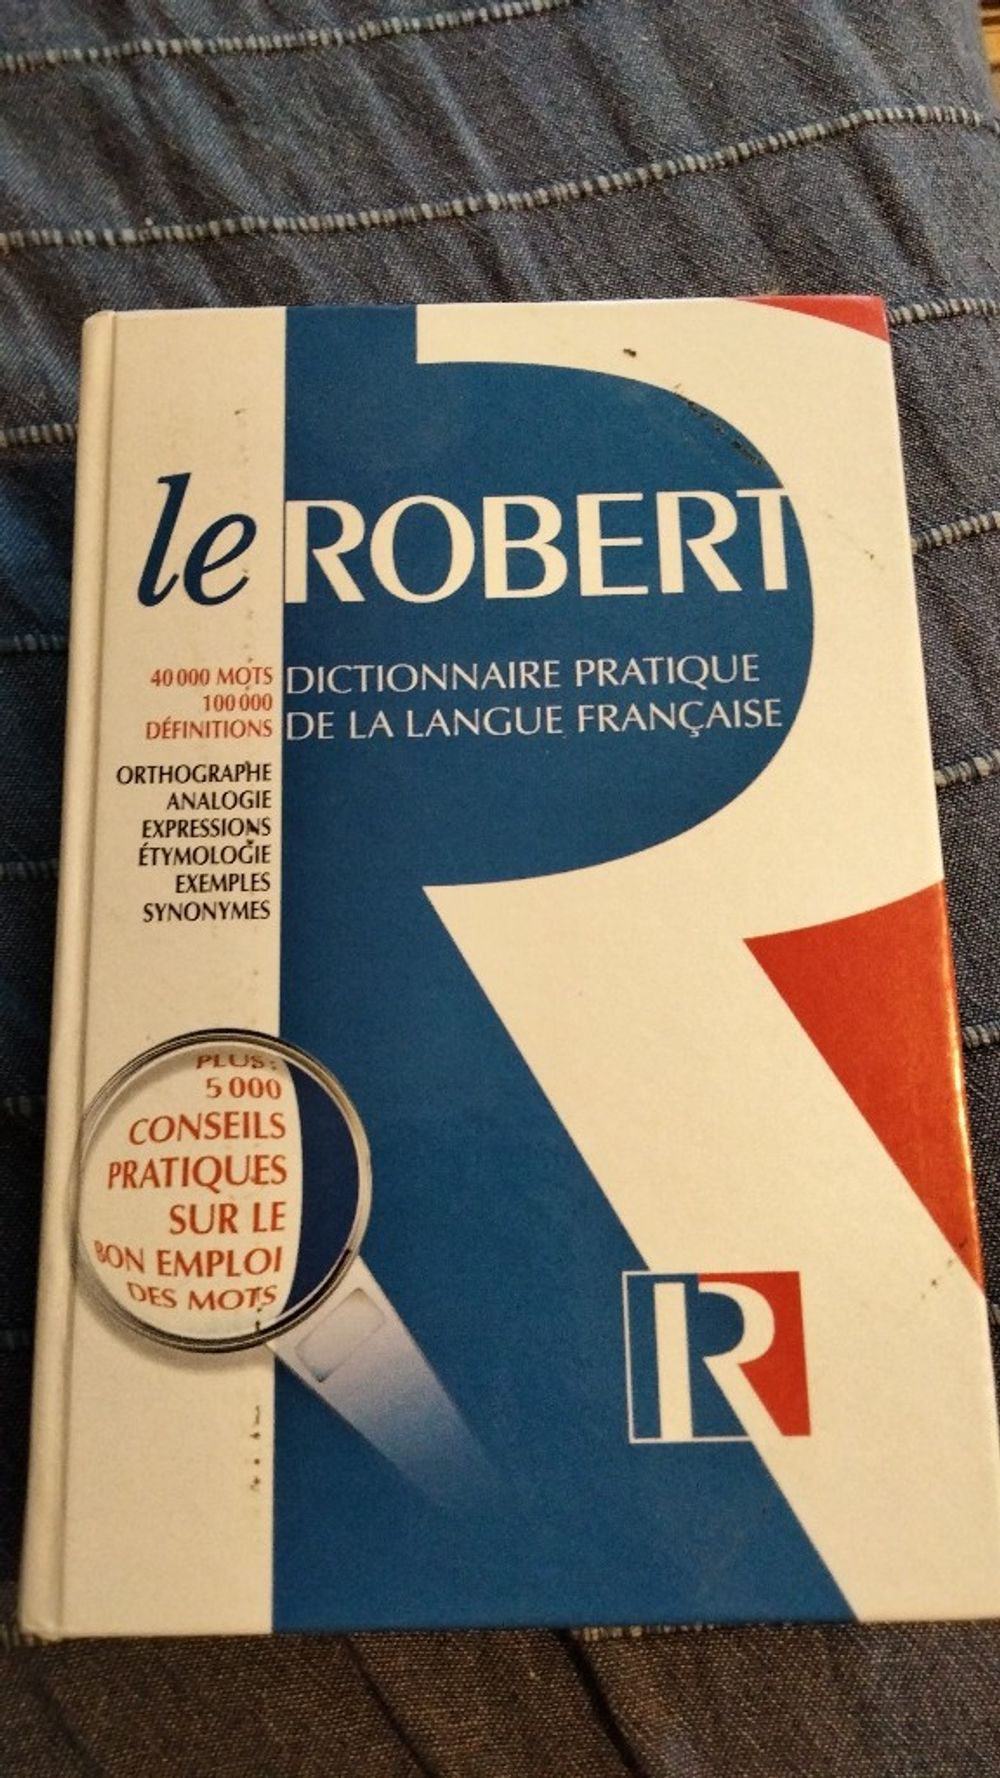 le ROBERT
40 000 MOTS
100 000
DÉFINITIONS
DICTIONNAIRE PRATIQUE
DE LA LANGUE FRANÇAISE
ORTHOGRAPHE
ANALOGIE
EXPRESSIONS
ÉTYMOLOGIE
EXEMPLES
SYNONYMES
PLUS :
5 000
CONSEILS
PRATIQUES
SUR LE
BON EMPLOI
DES MOTS
R